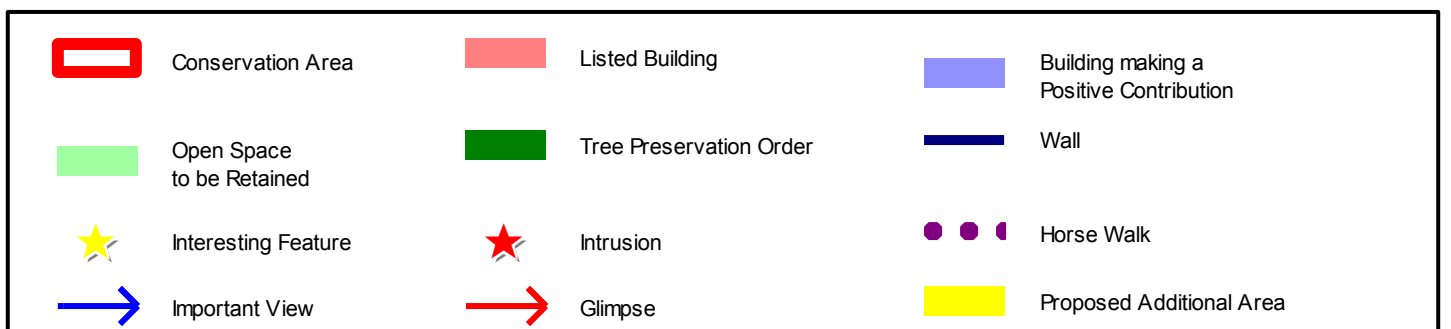 Conservation Area
Listed Building
Building making a
Positive Contribution
Open Space
to be Retained
Tree Preservation Order
Wall
Interesting Feature
Intrusion
Horse Walk
Important View
Glimpse
Proposed Additional Area